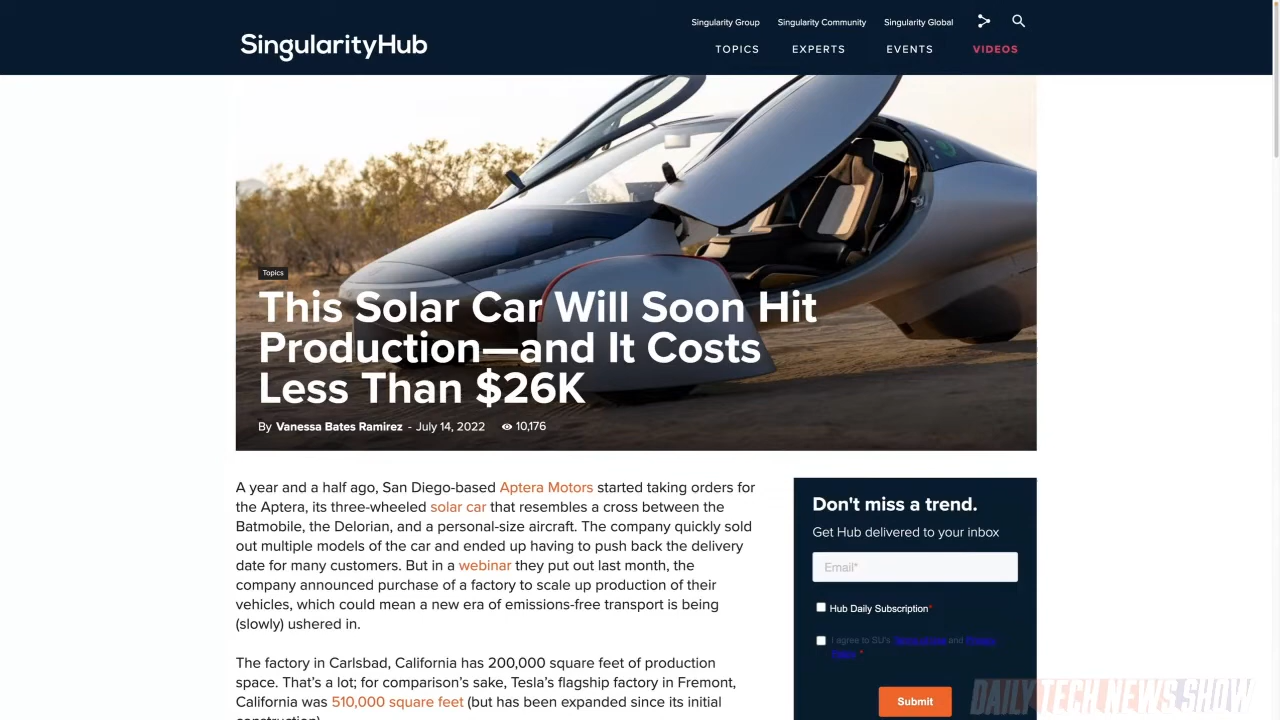 Singularity Group Singularity Community Singularity Global
SingularityHub
TOPICS EXPERTS EVENTS VIDEOS
Topics
This Solar Car Will Soon Hit
Production—and It Costs
Less Than $26K
By Vanessa Bates Ramirez - July 14, 2022 10,176
A year and a half ago, San Diego-based Aptera Motors started taking orders for
the Aptera, its three-wheeled solar car that resembles a cross between the
Batmobile, the Delorian, and a personal-size aircraft. The company quickly sold
out multiple models of the car and ended up having to push back the delivery
date for many customers. But in a webinar they put out last month, the
company announced purchase of a factory to scale up production of their
vehicles, which could mean a new era of emissions-free transport is being
(slowly) ushered in.
The factory in Carlsbad, California has 200,000 square feet of production
space. That's a lot; for comparison's sake, Tesla's flagship factory in Fremont,
California was 510,000 square feet (but has been expanded since its initial
construction)
Don't miss a trend.
Get Hub delivered to your inbox
Email*
Hub Daily Subscription*
I agree to SU's and
*
Submit
DAILY TECH NEWS SHOW